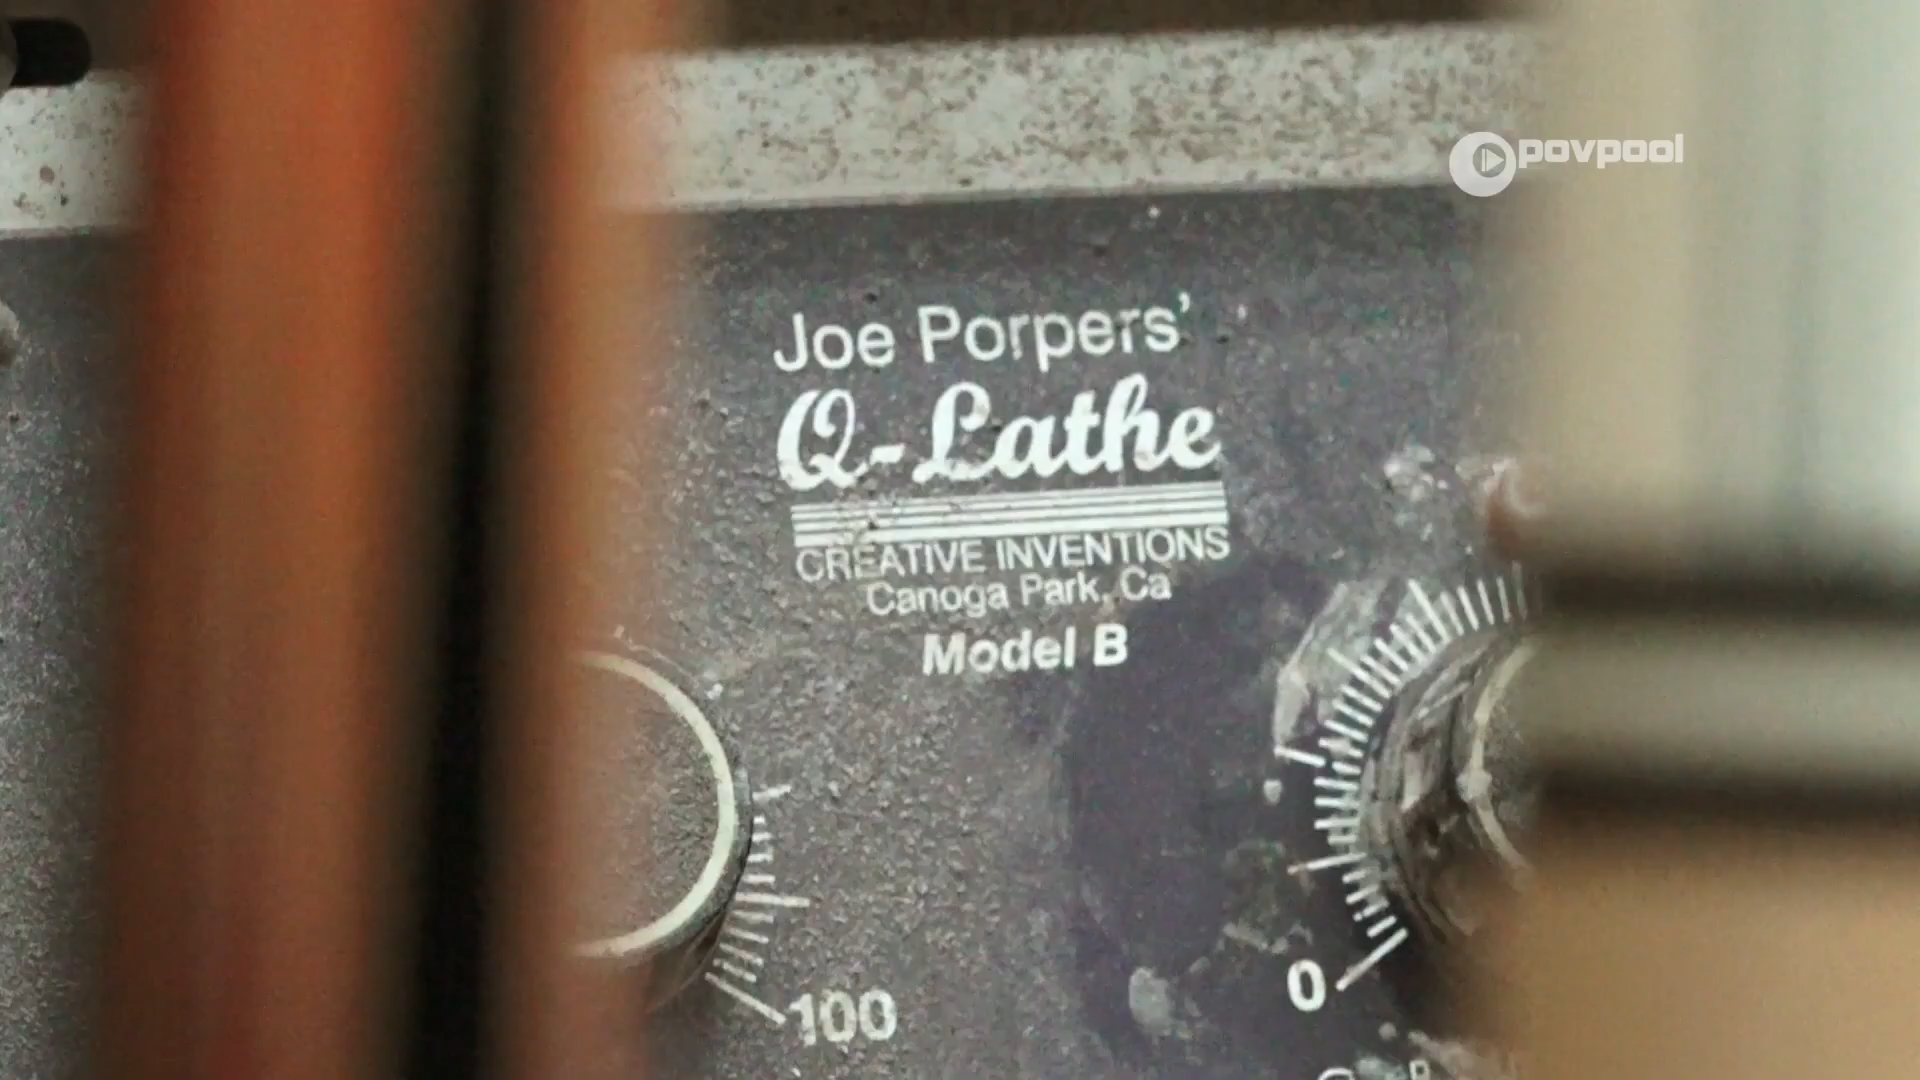 povpool
Joe Porpers'
Q-Lathe
CREATIVE INVENTIONS
Canoga Park, Ca
Model B
100
0